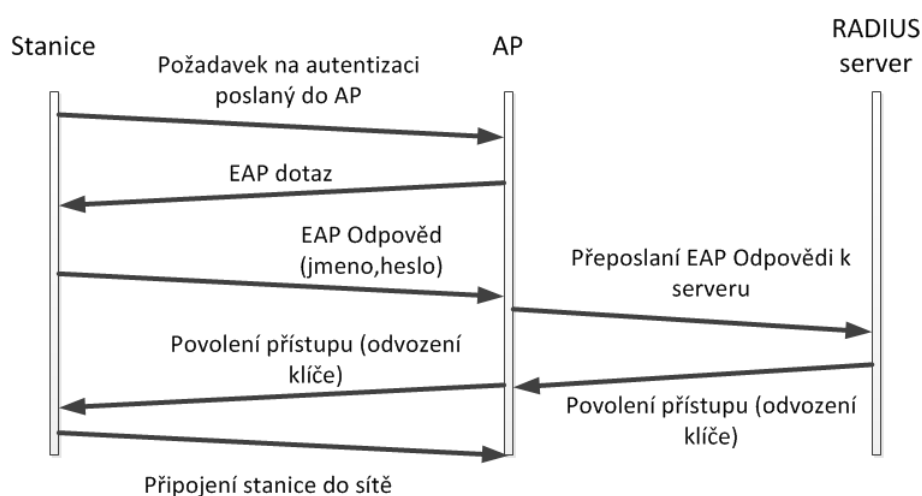 Stanice
AP
RADIUS
server
Požadavek na autentizaci
poslaný do AP
EAP dotaz
EAP Odpověd
(jmeno,heslo)
Přeposlaní EAP Odpovědi k
serveru
Povolení přístupu (odvození
klíče)
Povolení přístupu (odvození
klíče)
Připojení stanice do sítě